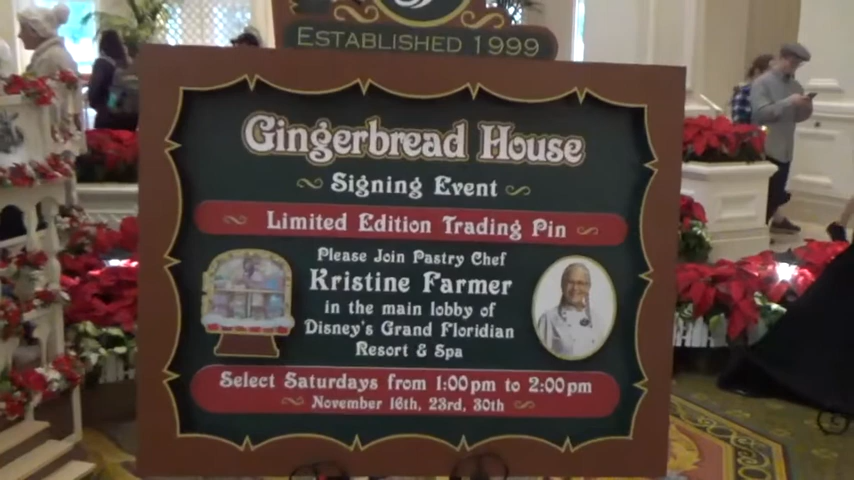 ESTABLISHED 1999
Gingerbread House
Signing Event
Limited Edition Trading Pin
Please Join Pastry Chef
Kristine Farmer
in the main lobby of
Disney's Grand Floridian
Resort & Spa
Select Saturdays from 1:00pm to 2:00pm
November 16th, 23rd, 30th